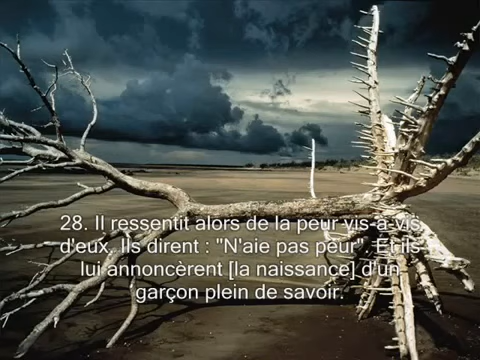 28. Il ressentit alors de la peur vis-à-vis
d'eux. Ils dirent : "N'aie pas peur". Et ils
lui annoncèrent [la naissance] d'un
garçon plein de savoir.